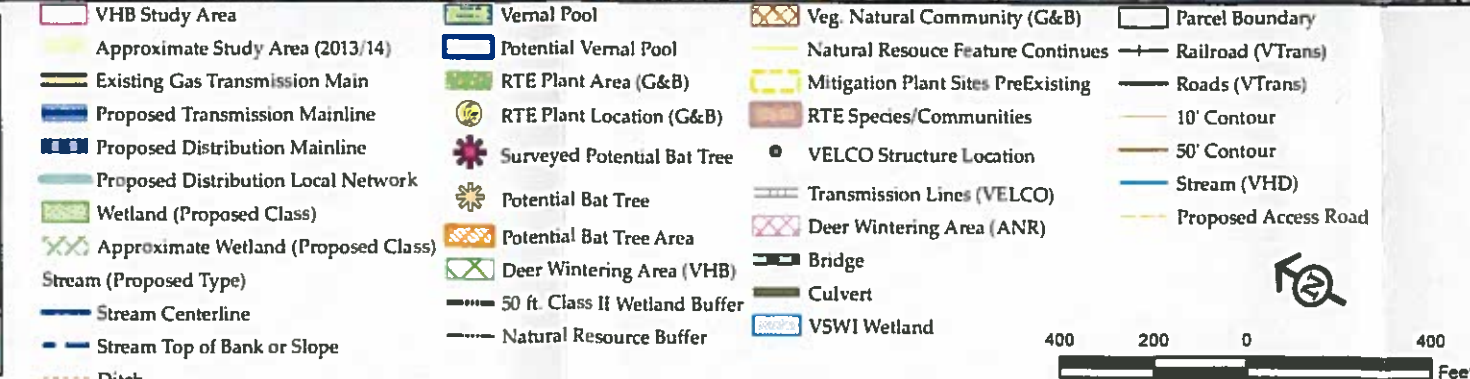 VHB Study Area
Approximate Study Area (2013/14)
Existing Gas Transmission Main
Proposed Transmission Mainline
Proposed Distribution Mainline
Proposed Distribution Local Network
Wetland (Proposed Class)
Approximate Wetland (Proposed Class)
Stream (Proposed Type)
Stream Centerline
Stream Top of Bank or Slope
Ditch
Vernal Pool
Potential Vernal Pool
RTE Plant Area (G&B)
RTE Plant Location (G&B)
Surveyed Potential Bat Tree
Potential Bat Tree
Potential Bat Tree Area
Deer Wintering Area (VHB)
50 ft. Class II Wetland Buffer
Natural Resource Buffer
Veg. Natural Community (G&B)
Natural Resouce Feature Continues
Mitigation Plant Sites PreExisting
RTE Species/Communities
VELCO Structure Location
Transmission Lines (VELCO)
Deer Wintering Area (ANR)
Bridge
Culvert
VSWI Wetland
Parcel Boundary
Railroad (VTrans)
Roads (VTrans)
10' Contour
50' Contour
Stream (VHD)
Proposed Access Road
N
400 200 0 400
Feet